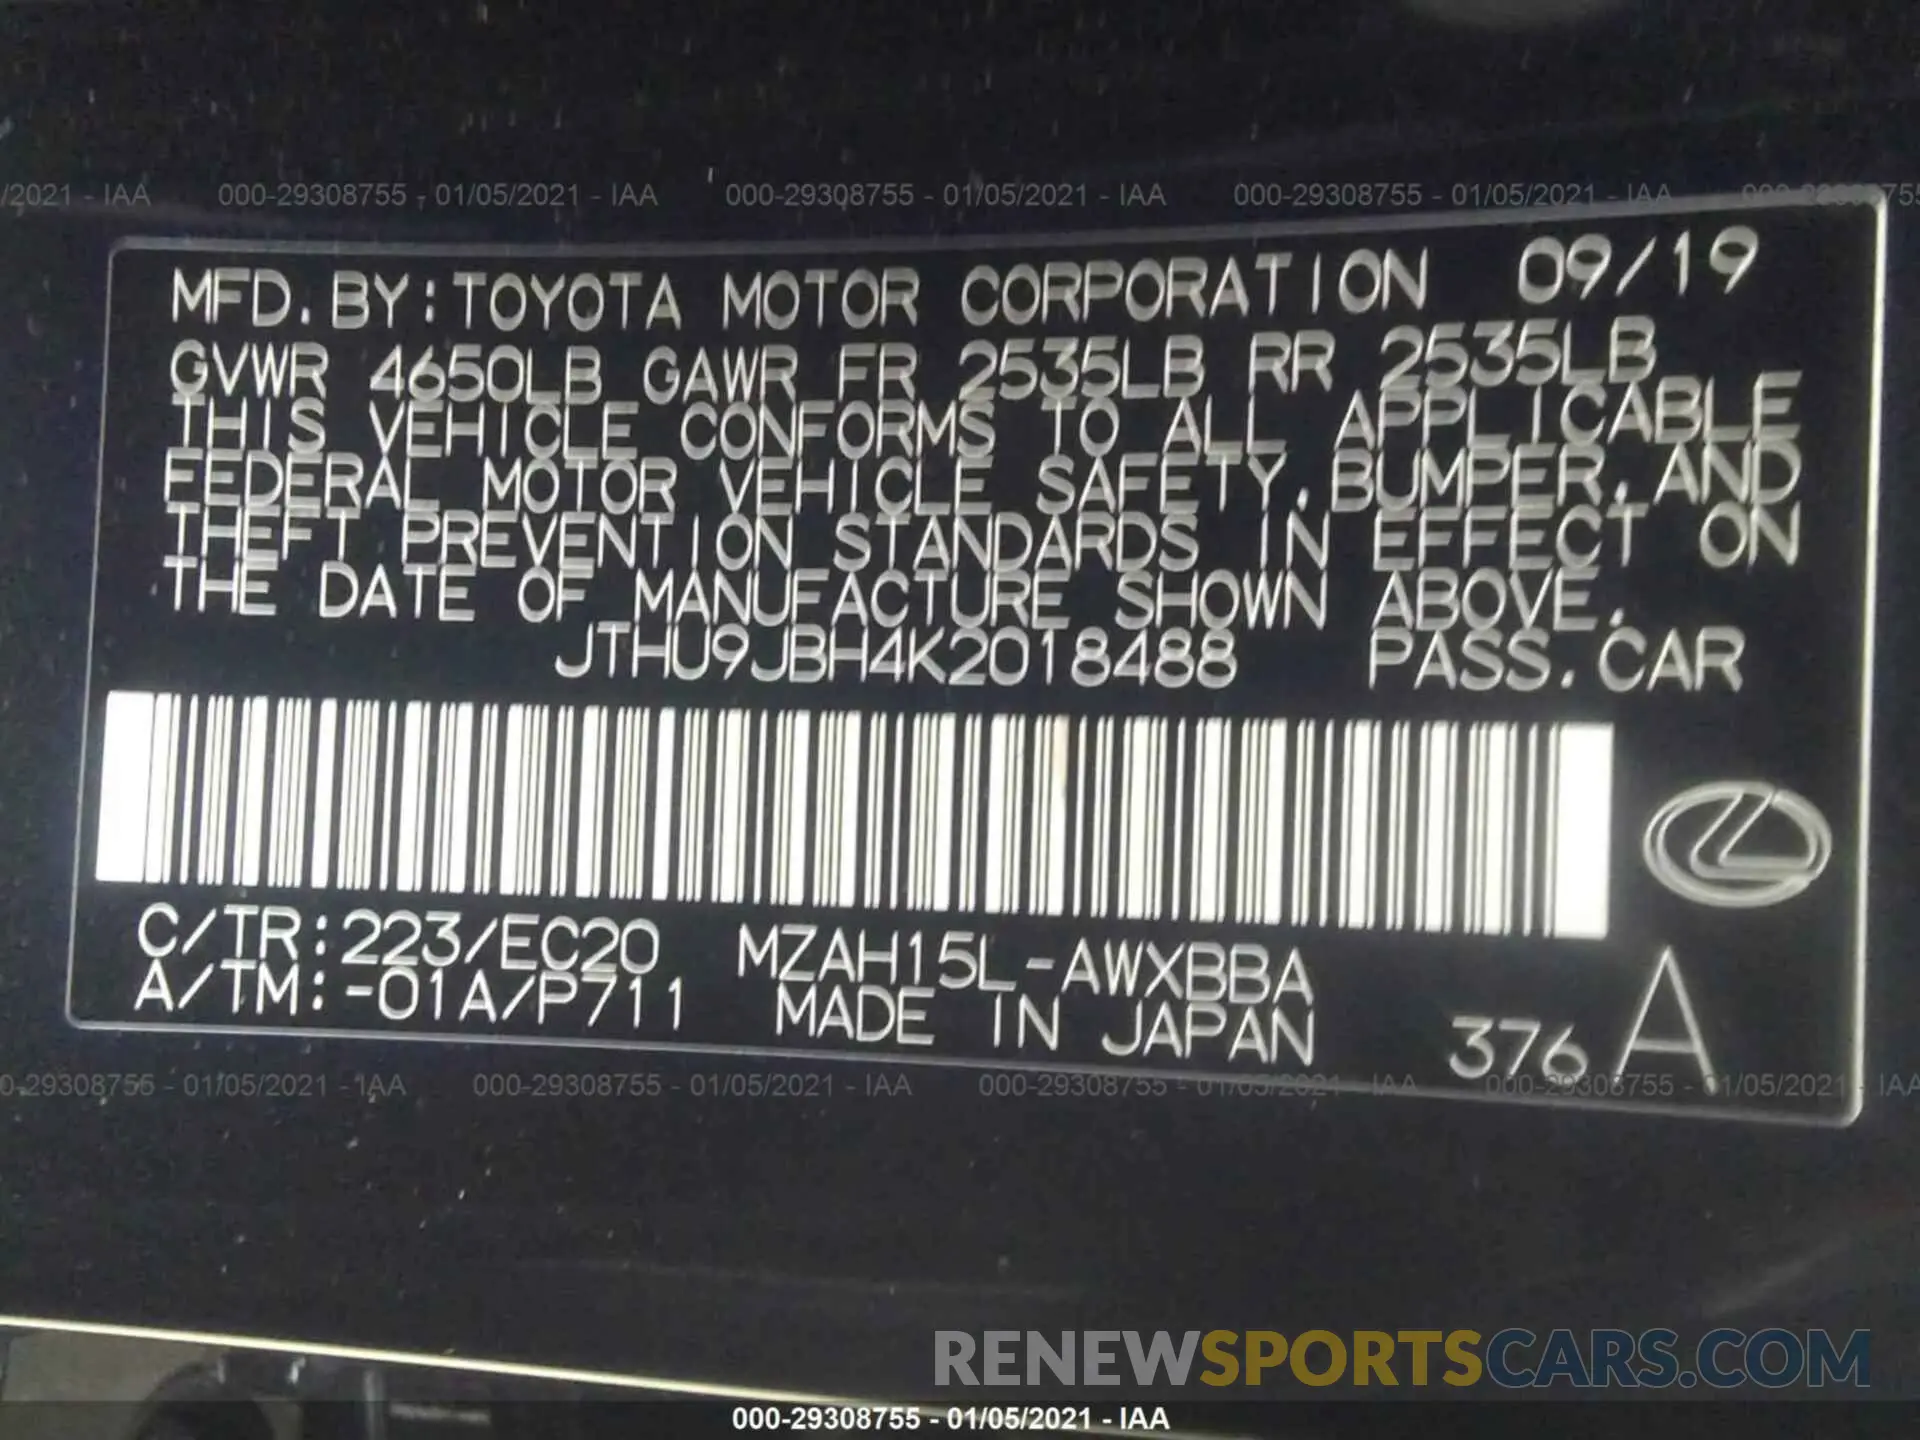 /2021 - IAA 000-29308755 - 01/05/2021 - IAA 000-29308755 - 01/05/2021 - IAA 000-29308755 - 01/05/2021 - IAA 000-29308755
MFD.BY:TOYOTA MOTOR CORPORATION 09/19
GVWR 4650LB GAWR FR 2535LB RR 2535LB
THIS VEHICLE CONFORMS TO ALL APPLICABLE
FEDERAL MOTOR VEHICLE SAFETY,BUMPER,AND
THEFT PREVENTION STANDARDS IN EFFECT ON
THE DATE OF MANUFACTURE SHOWN ABOVE.
JTHU9JBH4K2018488 PASS.CAR
C/TR:223/EC20 MZAH15L-AWXBBA
A/TM:-01A/P711 MADE IN JAPAN 376 A
0-29308755 - 01/05/2021 - IAA 000-29308755 - 01/05/2021 - IAA 000-29308755 - 01/05/2021 - IAA 000-29308755 - 01/05/2021 - IAA
RENEWSPORTSCARS.COM
000-29308755 - 01/05/2021 - IAA